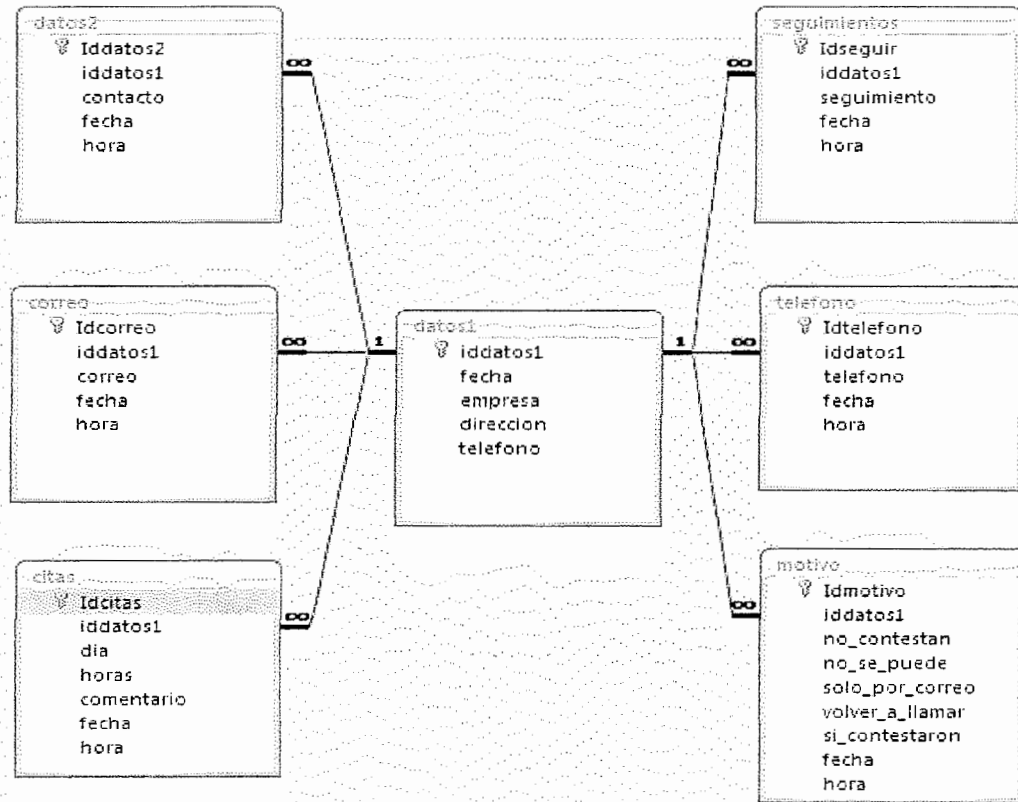 datos2
Iddatos2
iddatos1
contacto
fecha
hora
∞
seguimientos
Idseguir
iddatos1
seguimiento
fecha
hora
∞
correo
Idcorreo
iddatos1
correo
fecha
hora
∞
1
datos1
iddatos1
fecha
empresa
direccion
telefono
1
∞
telefono
Idtelefono
iddatos1
telefono
fecha
hora
citas
Idcitas
iddatos1
dia
horas
comentario
fecha
hora
∞
motivo
Idmotivo
iddatos1
no_contestan
no_se_puede
solo_por_correo
volver_a_llamar
si_contestaron
fecha
hora
∞